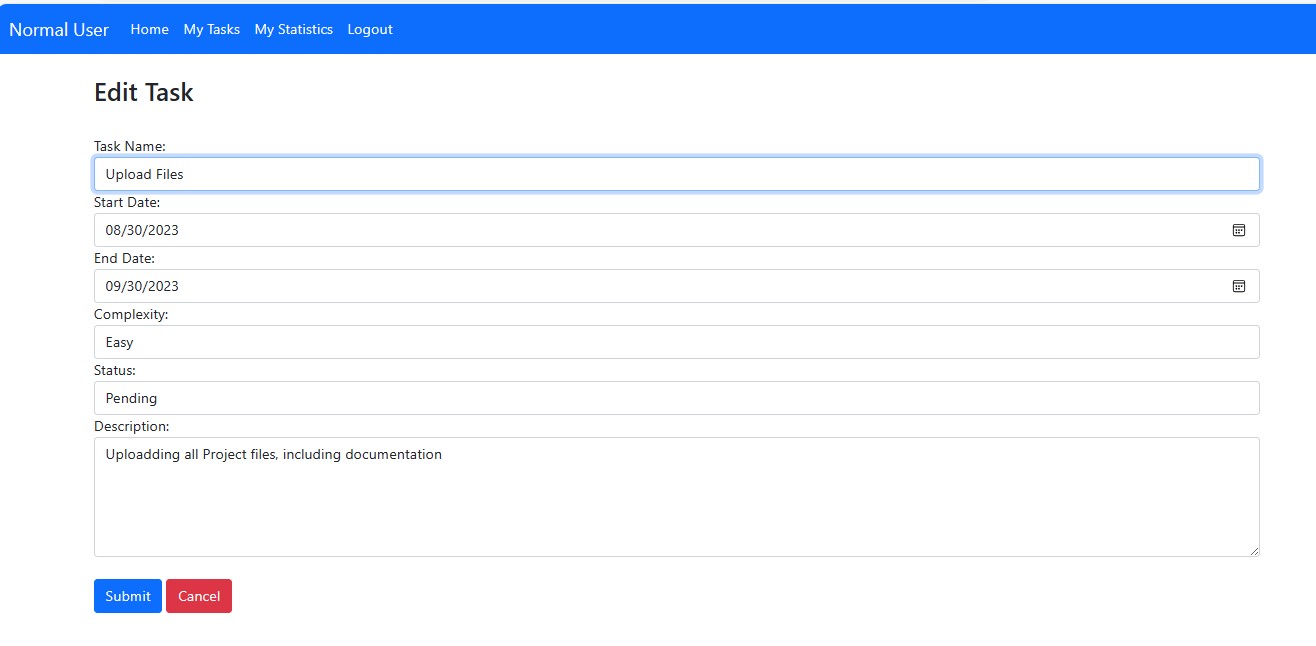 Normal User Home My Tasks My Statistics Logout
Edit Task
Task Name:
Upload Files
Start Date:
08/30/2023
End Date:
09/30/2023
Complexity:
Easy
Status:
Pending
Description:
Uploadding all Project files, including documentation
Submit Cancel